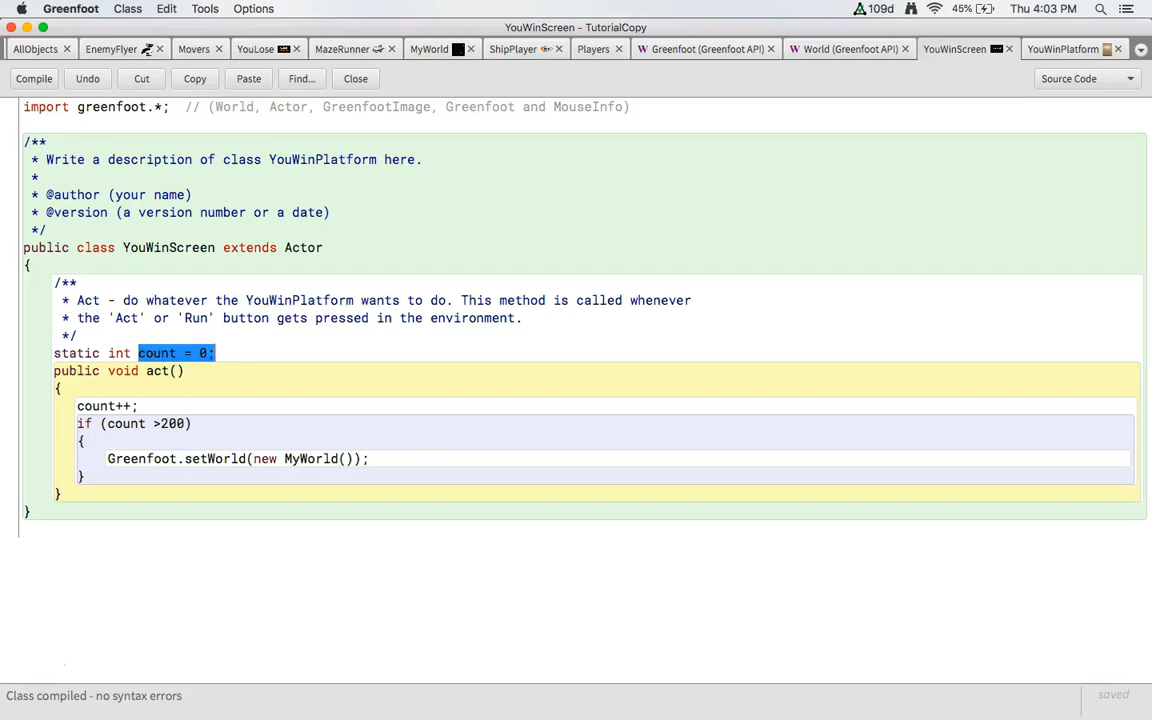 Greenfoot Class Edit Tools Options 109d 45% Thu 4:03 PM
YouWinScreen - TutorialCopy
AllObjects × EnemyFlyer × Movers × YouLose × MazeRunner × MyWorld × ShipPlayer × Players × W Greenfoot (Greenfoot API) × W World (Greenfoot API) × YouWinScreen × YouWinPlatform ×
Compile Undo Cut Copy Paste Find... Close Source Code
import greenfoot.*;  // (World, Actor, GreenfootImage, Greenfoot and MouseInfo)
/**
* Write a description of class YouWinPlatform here.
*
* @author (your name)
* @version (a version number or a date)
*/
public class YouWinScreen extends Actor
{
/**
* Act - do whatever the YouWinPlatform wants to do. This method is called whenever
* the 'Act' or 'Run' button gets pressed in the environment.
*/
static int count = 0;
public void act()
{
count++;
if (count >200)
{
Greenfoot.setWorld(new MyWorld());
}
}
}
Class compiled - no syntax errors
saved